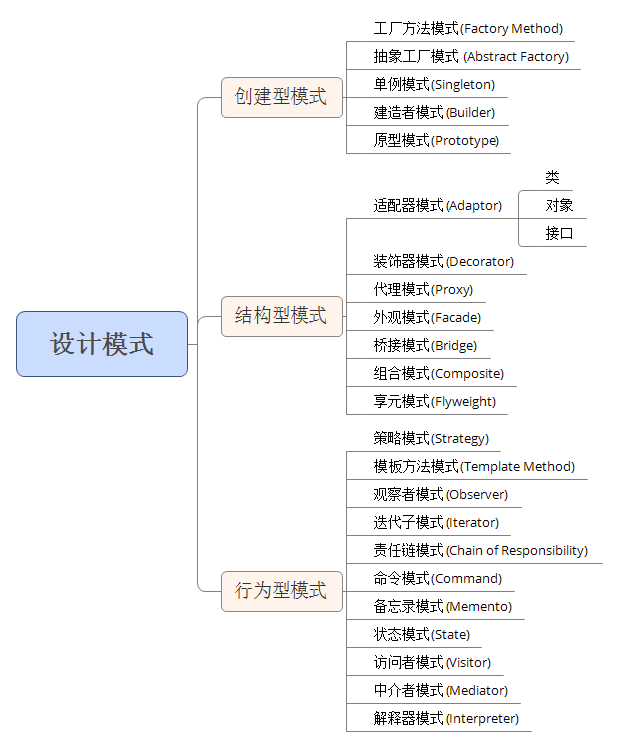 设计模式
创建型模式
工厂方法模式(Factory Method)
抽象工厂模式 (Abstract Factory)
单例模式(Singleton)
建造者模式(Builder)
原型模式(Prototype)
结构型模式
适配器模式(Adaptor)
类
对象
接口
装饰器模式(Decorator)
代理模式(Proxy)
外观模式(Facade)
桥接模式(Bridge)
组合模式(Composite)
享元模式(Flyweight)
行为型模式
策略模式(Strategy)
模板方法模式(Template Method)
观察者模式(Observer)
迭代子模式(Iterator)
责任链模式(Chain of Responsibility)
命令模式(Command)
备忘录模式(Memento)
状态模式(State)
访问者模式(Visitor)
中介者模式(Mediator)
解释器模式(Interpreter)